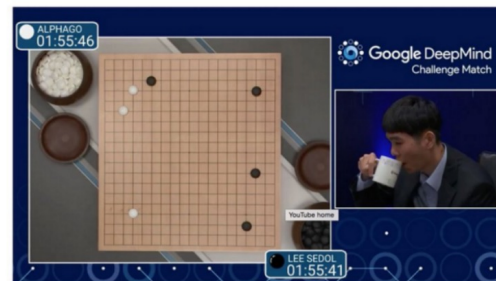 ALPHAGO
01:55:46
Google DeepMind
Challenge Match
YouTube home
LEE SEDOL
01:55:41